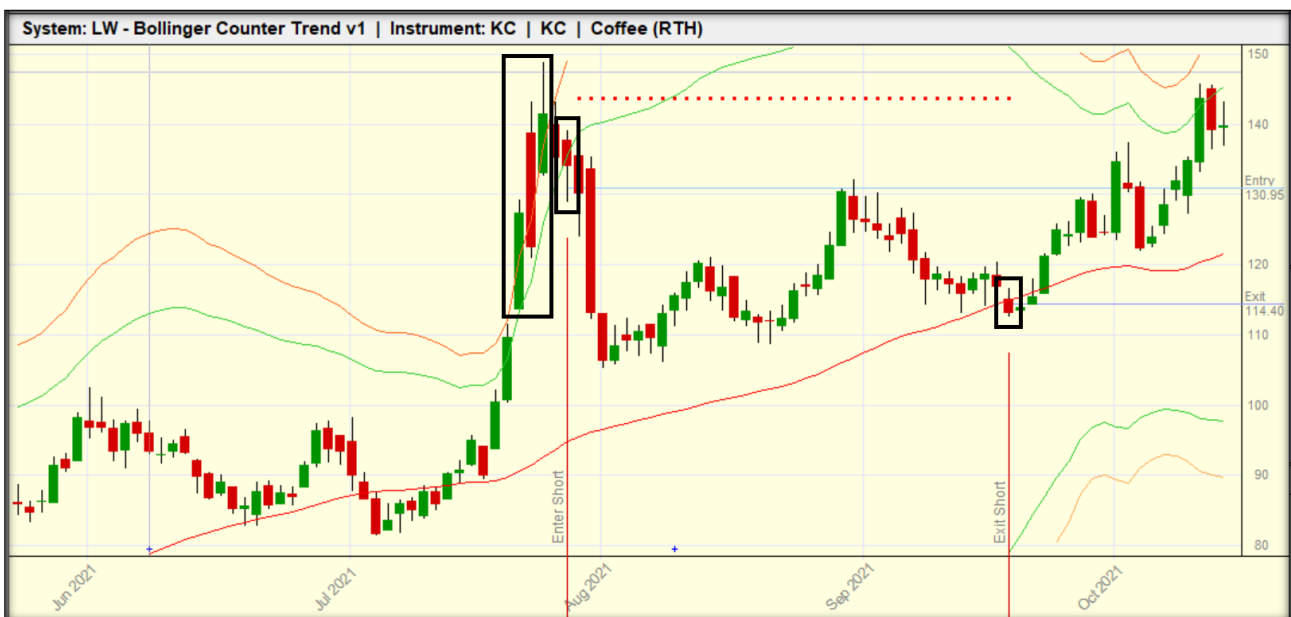 System: LW - Bollinger Counter Trend v1 | Instrument: KC | KC | Coffee (RTH)
150
140
Entry
130.95
120
Exit
114.40
110
100
90
80
Enter Short
Exit Short
Jun 2021
Jul 2021
Aug 2021
Sep 2021
Oct 2021